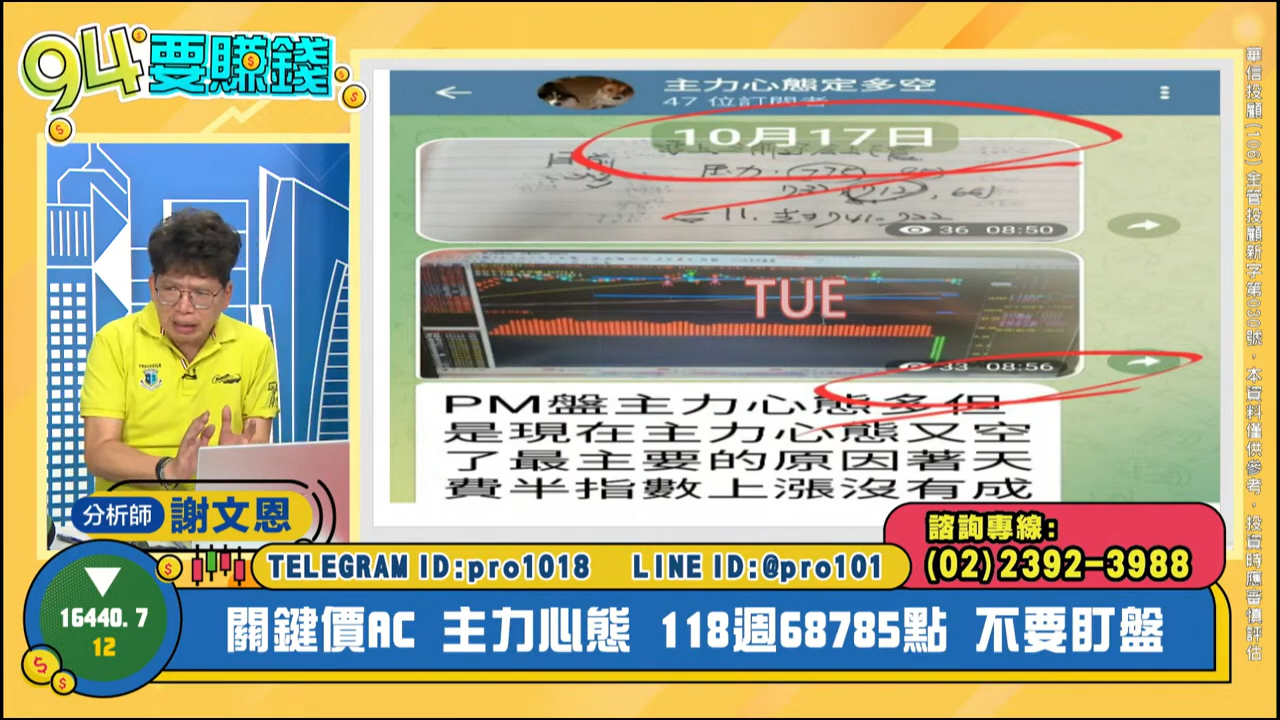 94要賺錢
主力心態定多空
47 位訂閱者
10月17日
目前
壓力
36 08:50
TUE
33 08:56
PM盤主力心態多但
是現在主力心態又空
了最主要的原因著天
費半指數上漲沒有成
分析師 謝文恩
諮詢專線:
(02)2392-3988
TELEGRAM ID:pro1018 LINE ID:@pro101
16440.7
12
關鍵價AC 主力心態 118週68785點 不要盯盤
華信投顧(106)金管投顧新字第030號,本資料僅供參考,投資時應審慎評估